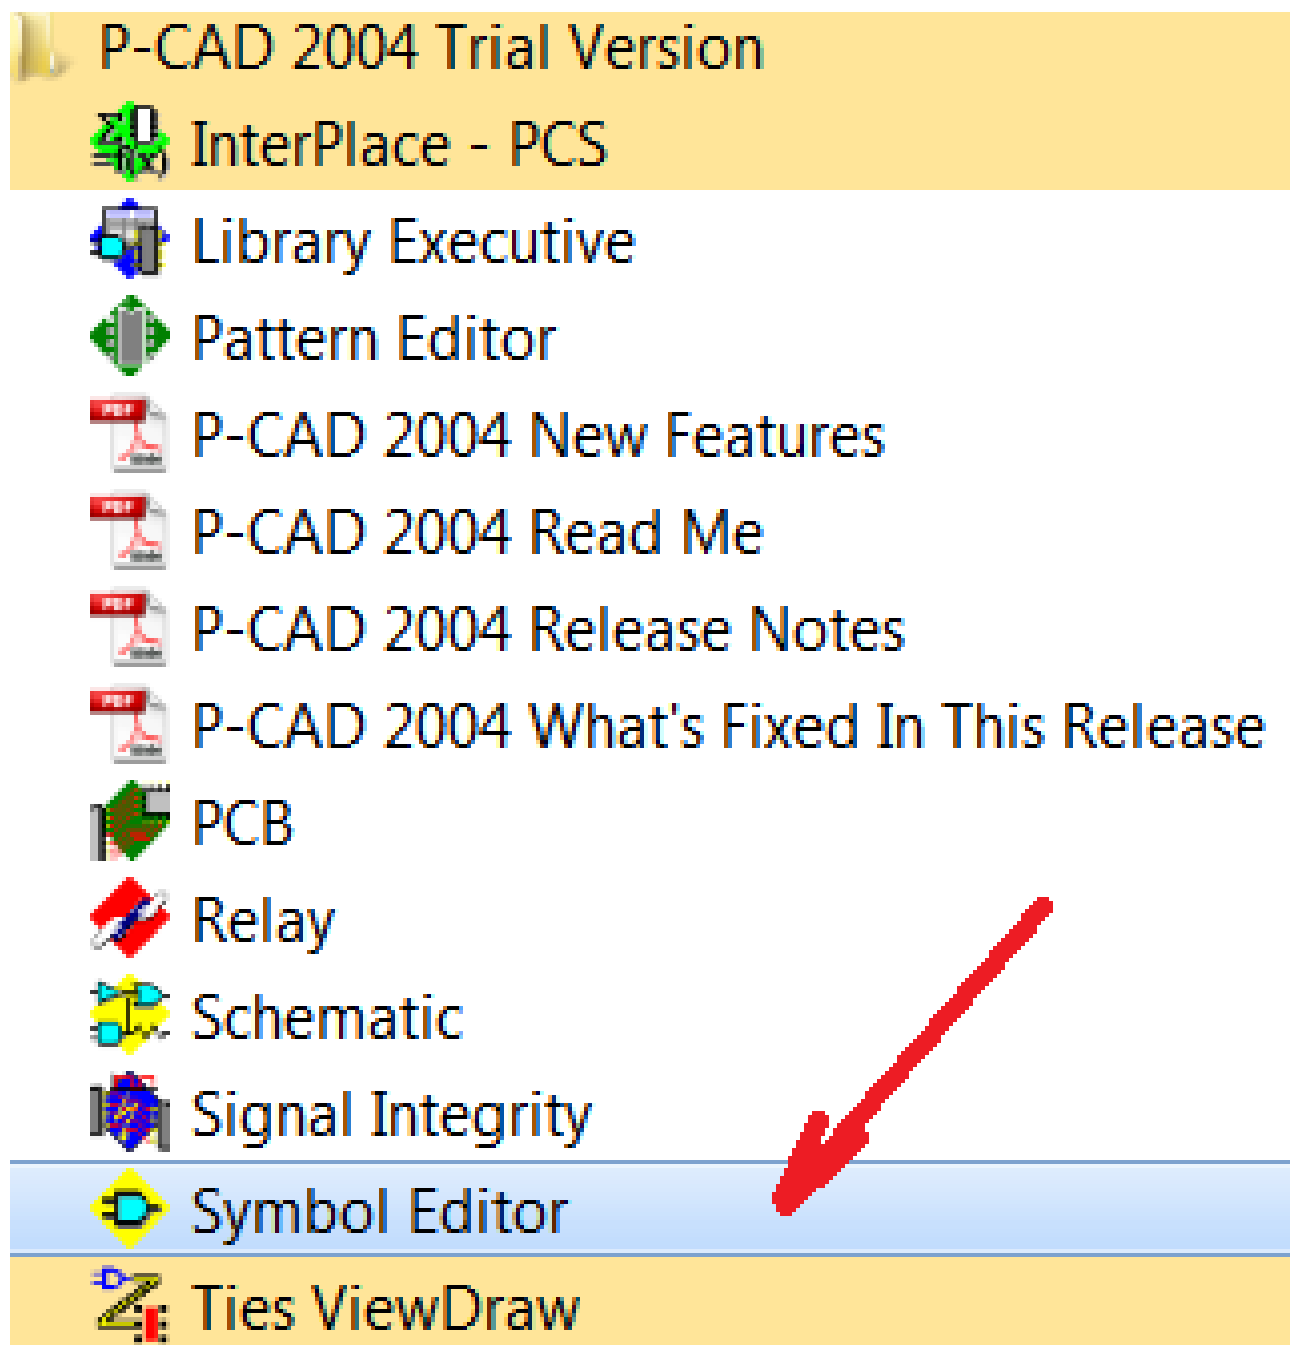 P-CAD 2004 Trial Version
InterPlace - PCS
Library Executive
Pattern Editor
P-CAD 2004 New Features
P-CAD 2004 Read Me
P-CAD 2004 Release Notes
P-CAD 2004 What's Fixed In This Release
PCB
Relay
Schematic
Signal Integrity
Symbol Editor
Ties ViewDraw